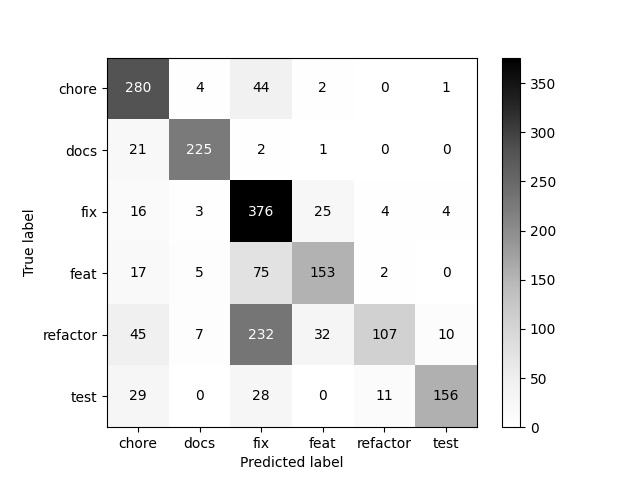 chore 280 4 44 2 0 1
docs 21 225 2 1 0 0
fix 16 3 376 25 4 4
feat 17 5 75 153 2 0
refactor 45 7 232 32 107 10
test 29 0 28 0 11 156
chore docs fix feat refactor test
Predicted label
True label
350
300
250
200
150
100
50
0